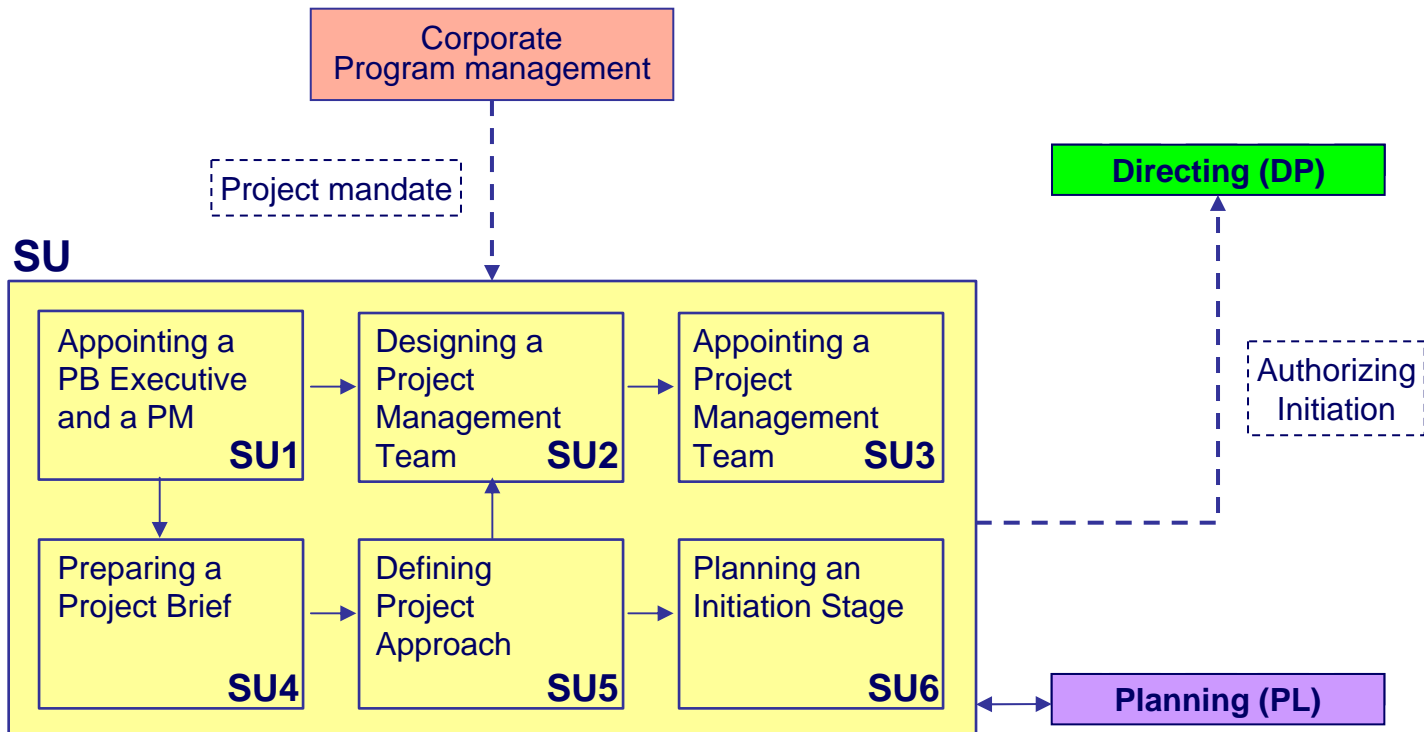 Corporate
Program management
Project mandate
Directing (DP)
SU
Appointing a
PB Executive
and a PM
SU1
Designing a
Project
Management
Team
SU2
Appointing a
Project
Management
Team
SU3
Authorizing
Initiation
Preparing a
Project Brief
SU4
Defining
Project
Approach
SU5
Planning an
Initiation Stage
SU6
Planning (PL)